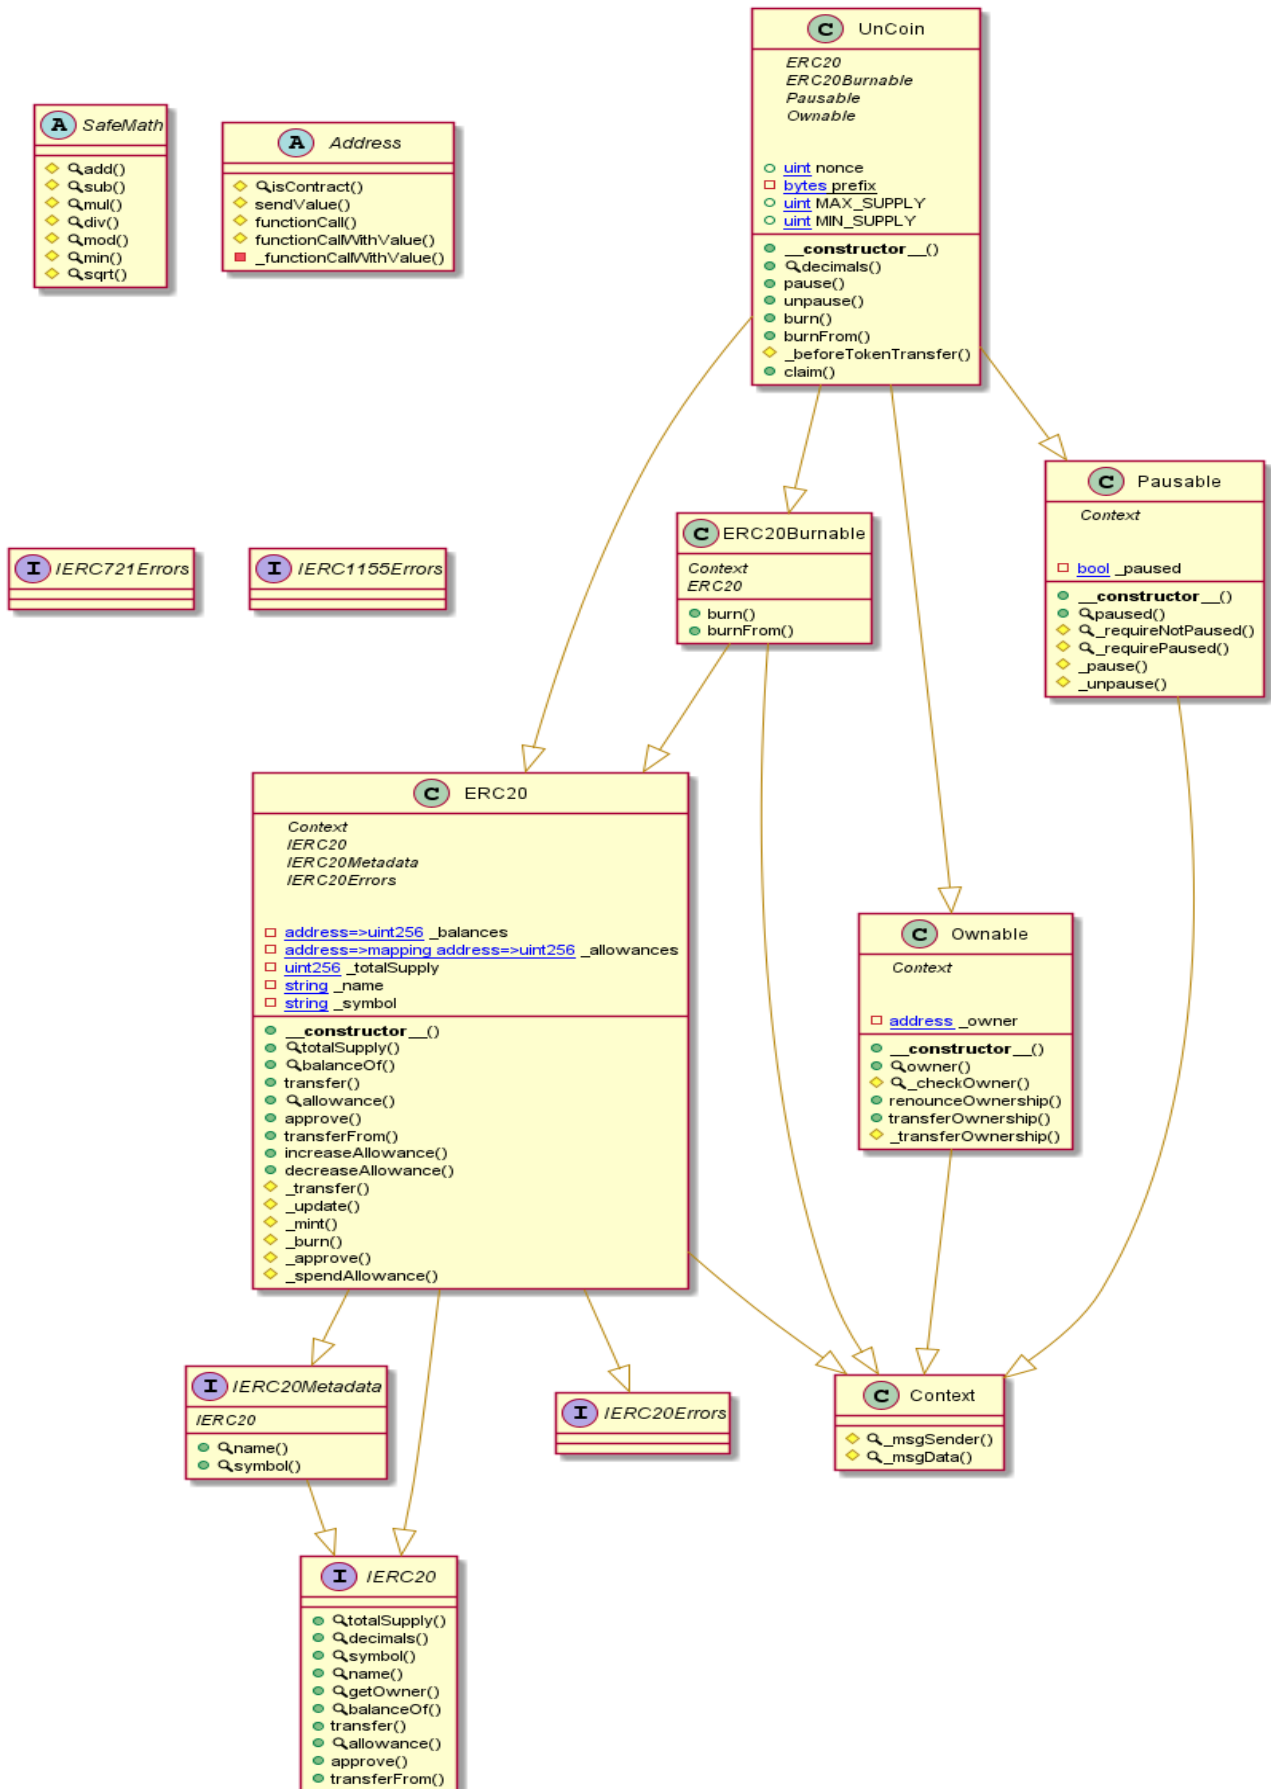 C UnCoin
ERC20
ERC20Burnable
Pausable
Ownable
uint nonce
bytes prefix
uint MAX_SUPPLY
uint MIN_SUPPLY
__constructor__()
decimals()
pause()
unpause()
burn()
burnFrom()
_beforeTokenTransfer()
claim()
A SafeMath
add()
sub()
mul()
div()
mod()
min()
sqrt()
A Address
isContract()
sendValue()
functionCall()
functionCallWithValue()
_functionCallWithValue()
C Pausable
Context
bool _paused
__constructor__()
paused()
_requireNotPaused()
_requirePaused()
_pause()
_unpause()
C ERC20Burnable
Context
ERC20
burn()
burnFrom()
I IERC721Errors
I IERC1155Errors
C ERC20
Context
IERC20
IERC20Metadata
IERC20Errors
address=>uint256 _balances
address=>mapping address=>uint256 _allowances
uint256 _totalSupply
string _name
string _symbol
__constructor__()
totalSupply()
balanceOf()
transfer()
allowance()
approve()
transferFrom()
increaseAllowance()
decreaseAllowance()
_transfer()
_update()
_mint()
_burn()
_approve()
_spendAllowance()
C Ownable
Context
address _owner
__constructor__()
owner()
_checkOwner()
renounceOwnership()
transferOwnership()
_transferOwnership()
I IERC20Metadata
IERC20
name()
symbol()
I IERC20Errors
C Context
_msgSender()
_msgData()
I IERC20
totalSupply()
decimals()
symbol()
name()
getOwner()
balanceOf()
transfer()
allowance()
approve()
transferFrom()